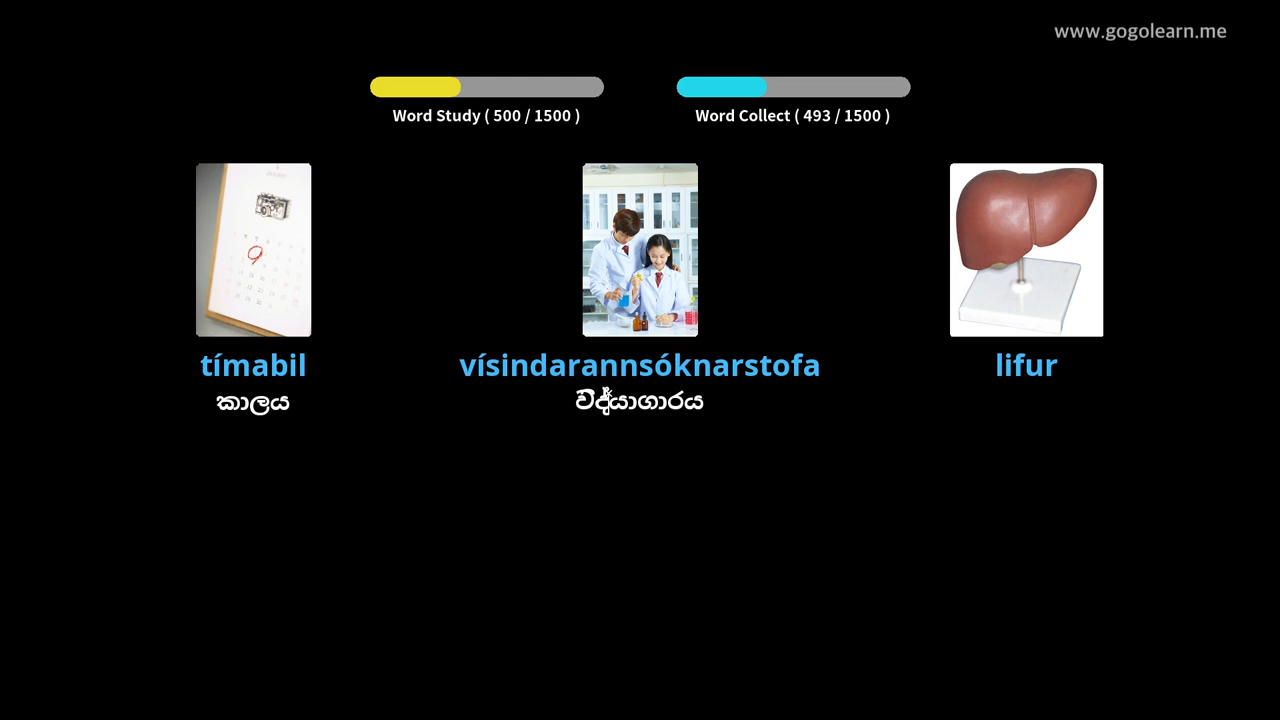 www.gogolearn.me
Word Study ( 500 / 1500 )
Word Collect ( 493 / 1500 )
tímabil
vísindarannsóknarstofa
lifur
කාලය
විද්‍යාගාරය